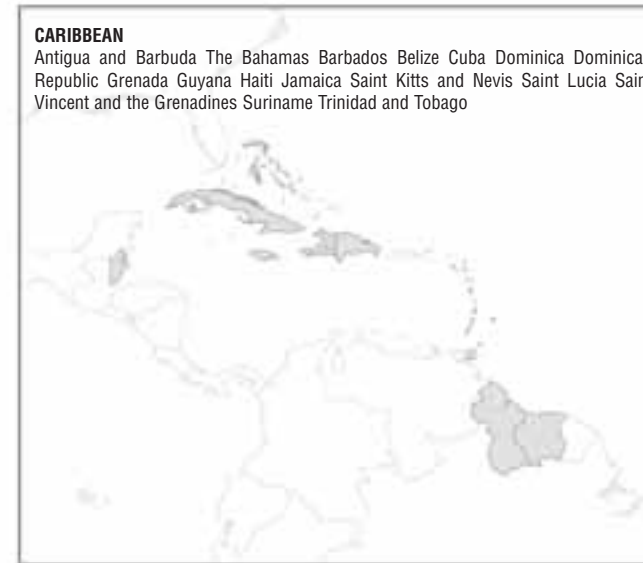 CARIBBEAN
Antigua and Barbuda The Bahamas Barbados Belize Cuba Dominica Dominica
Republic Grenada Guyana Haiti Jamaica Saint Kitts and Nevis Saint Lucia Sain
Vincent and the Grenadines Suriname Trinidad and Tobago